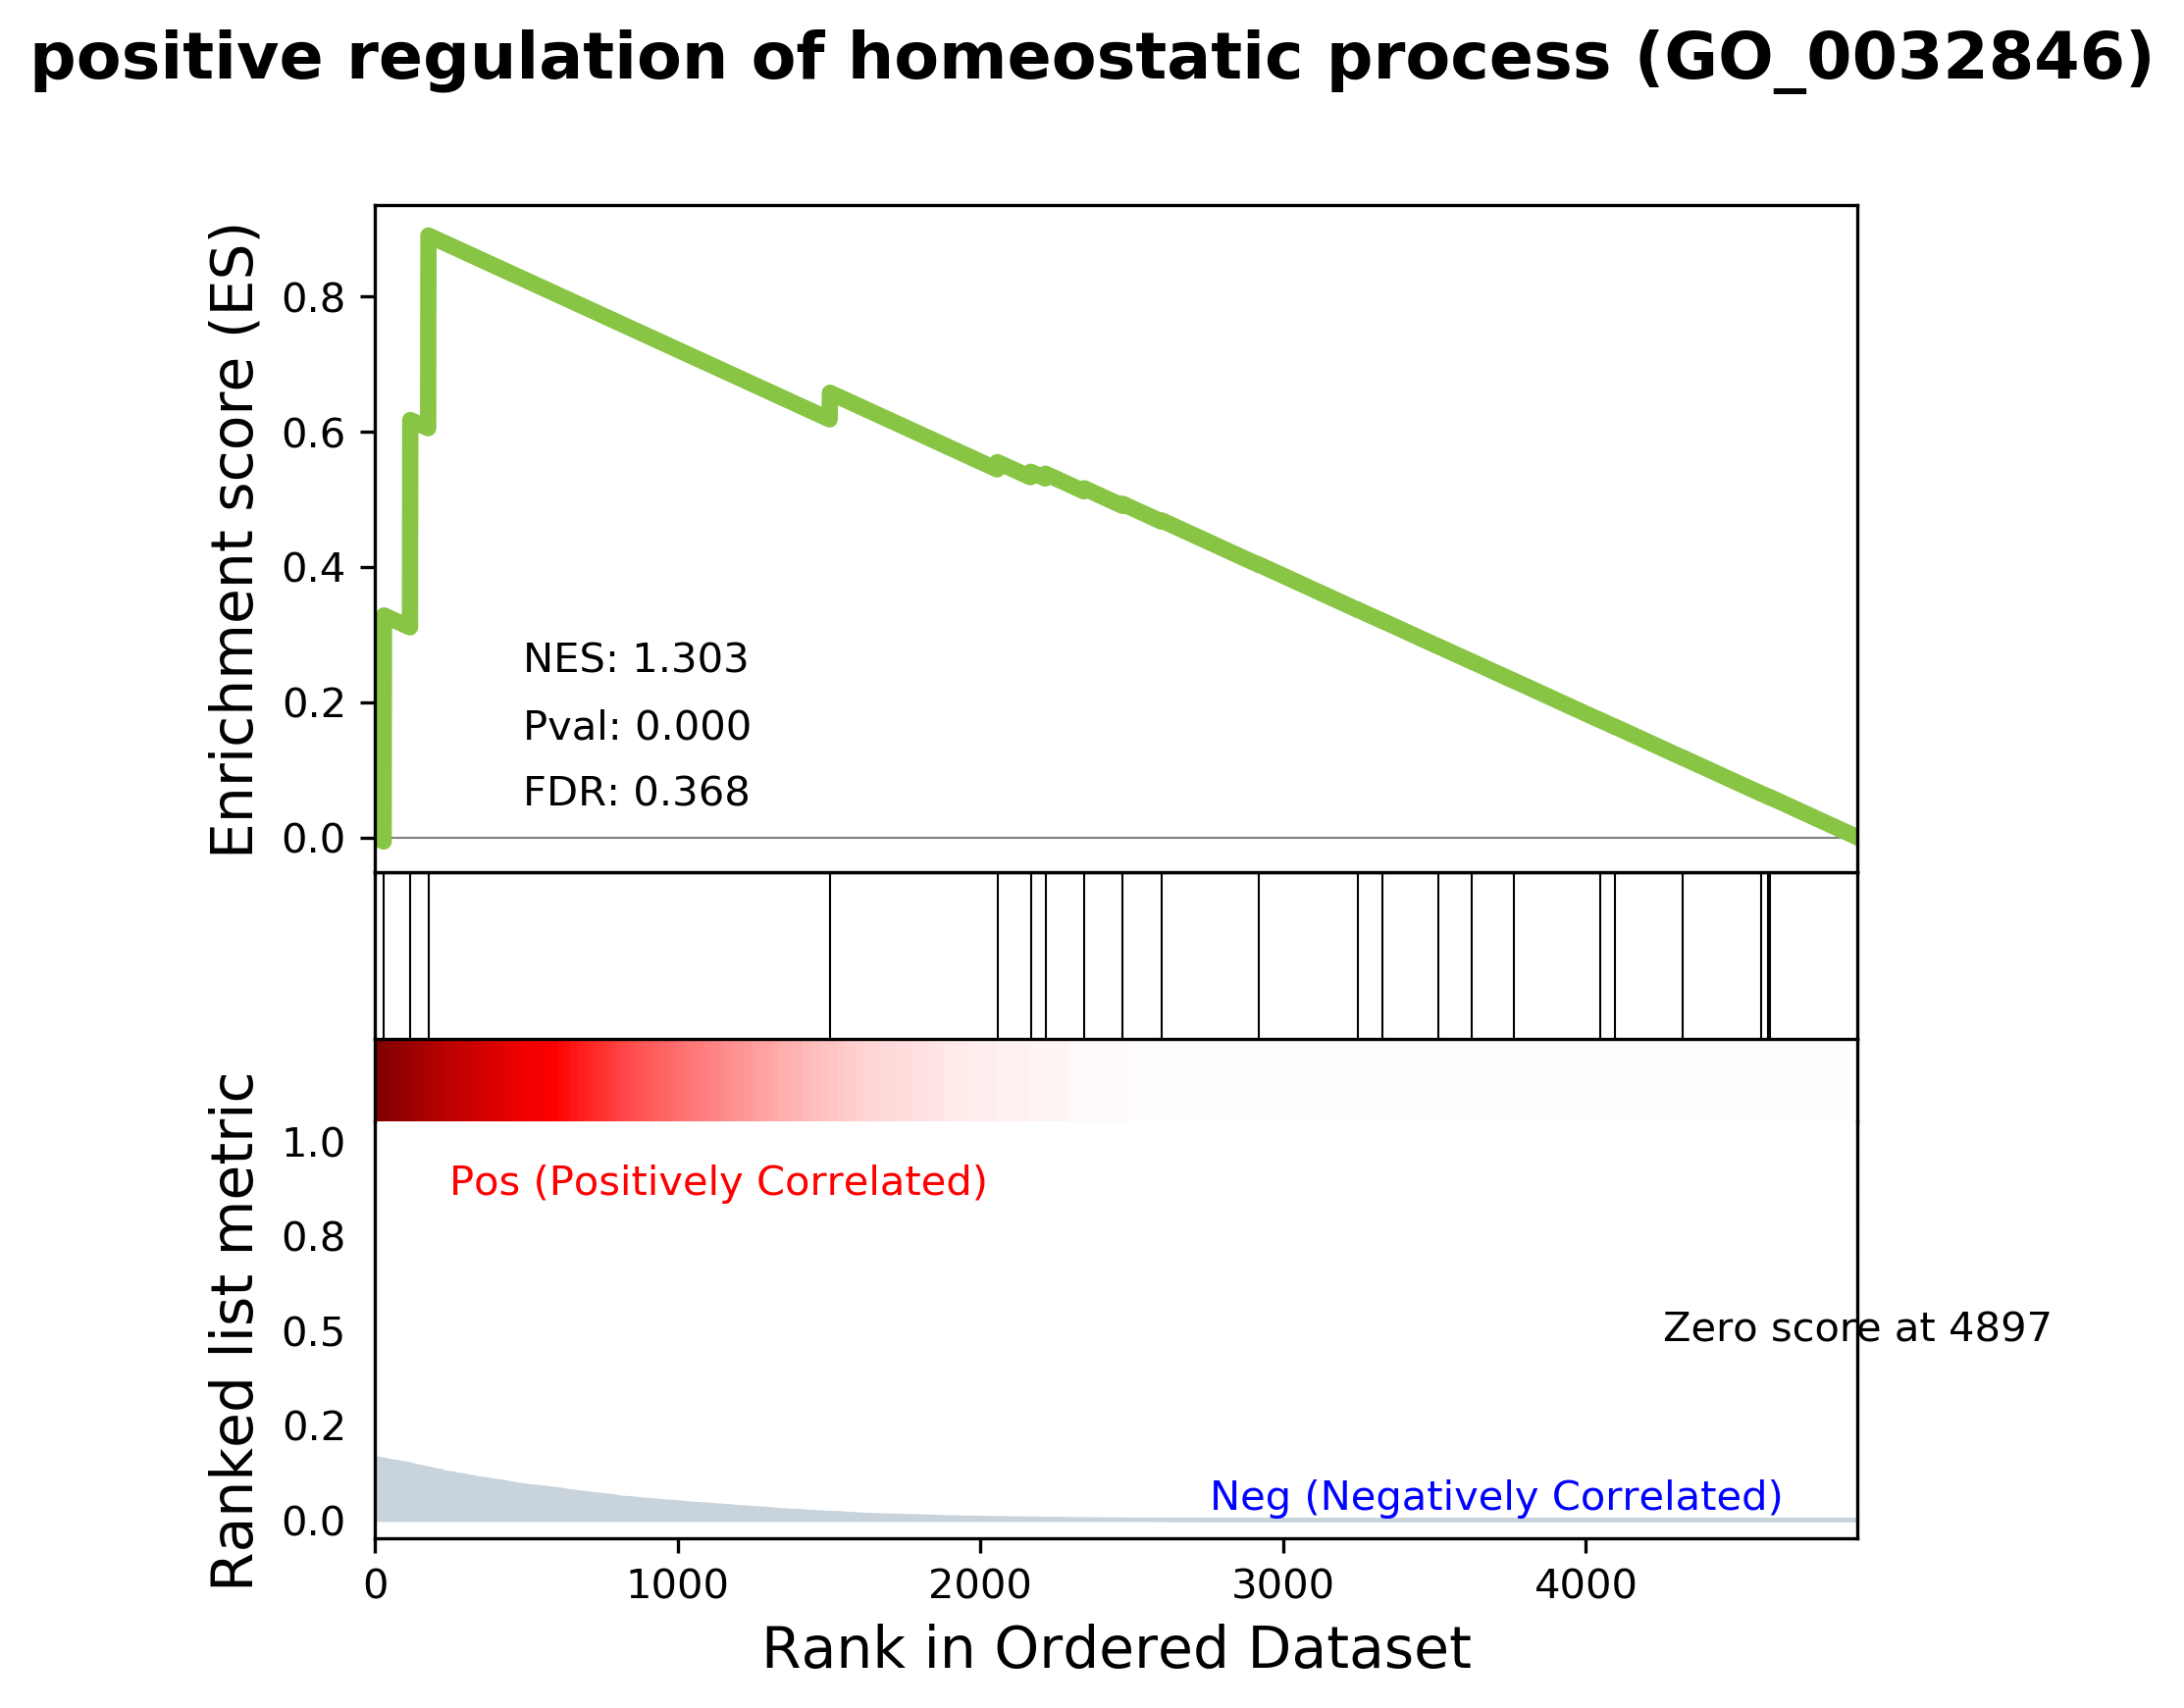 positive regulation of homeostatic process (GO_0032846)
Enrichment score (ES)
0.8
0.6
0.4
0.2
0.0
NES: 1.303
Pval: 0.000
FDR: 0.368
Ranked list metric
1.0
0.8
0.5
0.2
0.0
Pos (Positively Correlated)
Zero score at 4897
Neg (Negatively Correlated)
0 1000 2000 3000 4000
Rank in Ordered Dataset